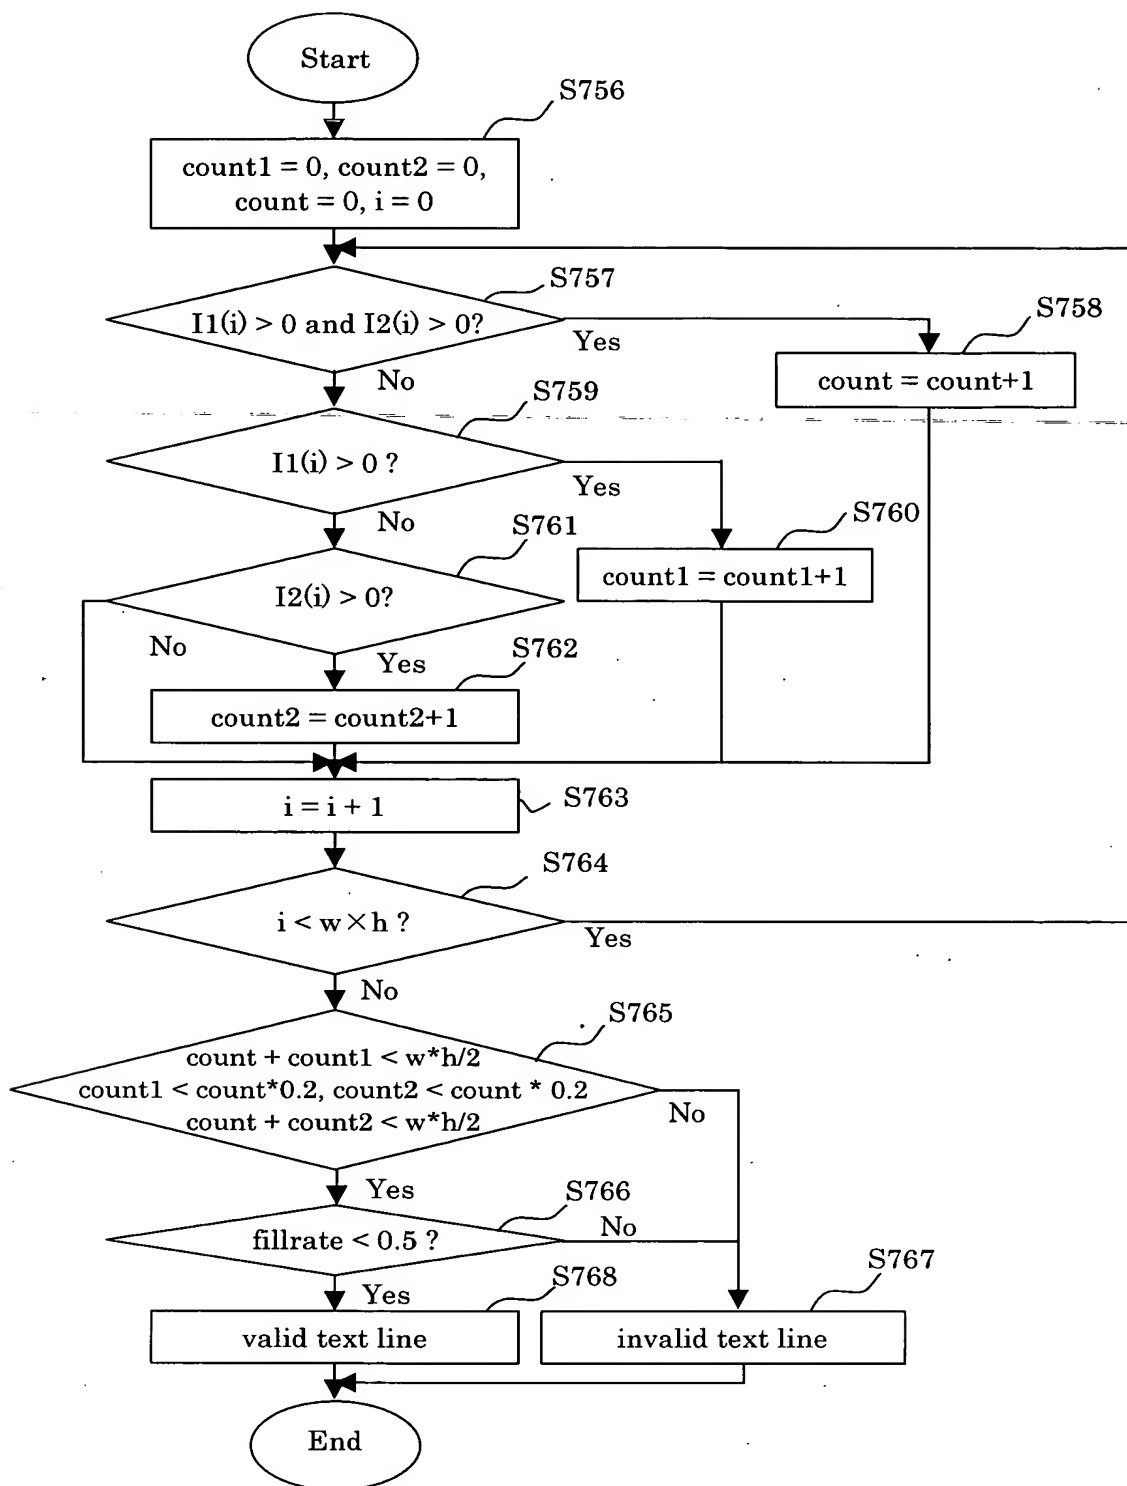 Start
S756
count1 = 0, count2 = 0,
count = 0, i = 0
S757
I1(i) > 0 and I2(i) > 0?
Yes
No
S758
count = count+1
S759
I1(i) > 0 ?
Yes
No
S760
count1 = count1+1
S761
I2(i) > 0?
No
Yes
S762
count2 = count2+1
S763
i = i + 1
S764
i < w×h ?
Yes
No
S765
count + count1 < w*h/2
count1 < count*0.2, count2 < count * 0.2
count + count2 < w*h/2
No
Yes
S766
fillrate < 0.5 ?
No
Yes
S768
valid text line
S767
invalid text line
End